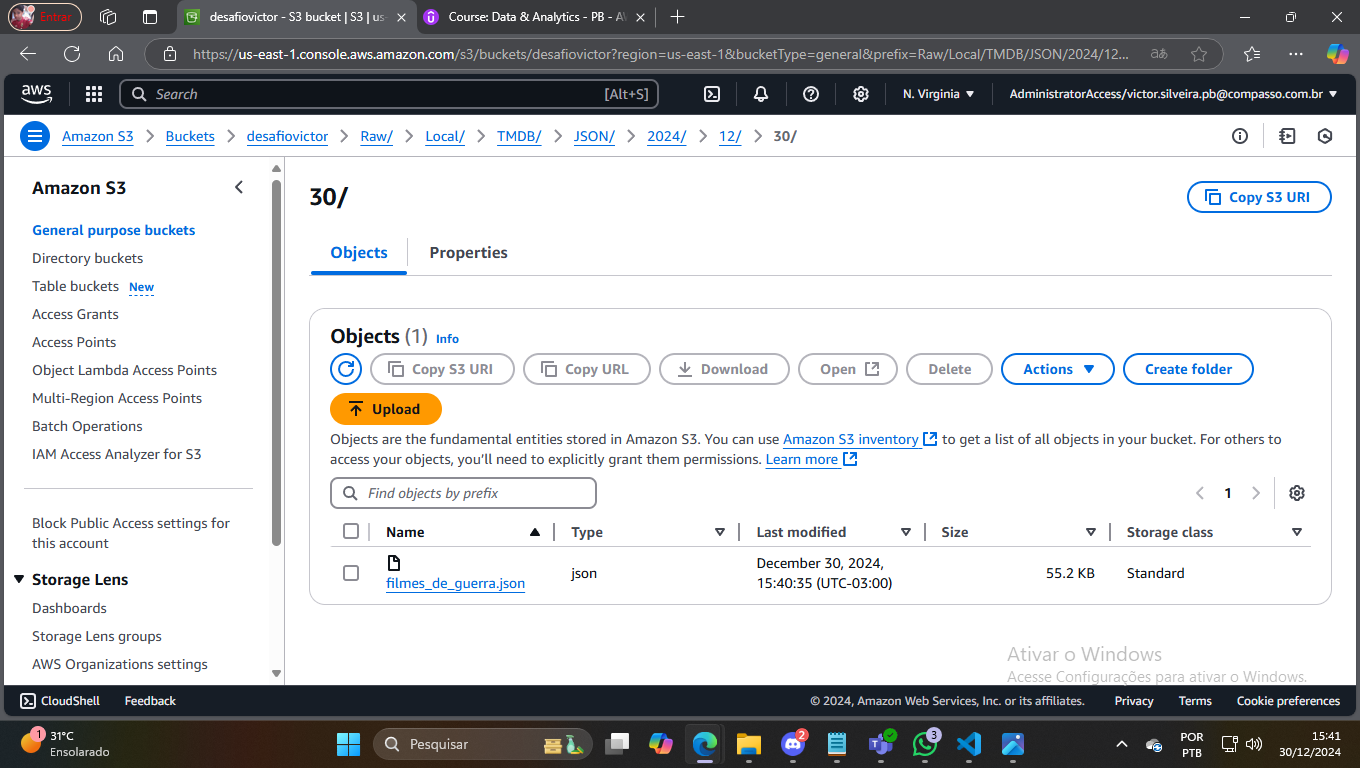 Entrar
desafiovictor - S3 bucket | S3 | us-
Course: Data & Analytics - PB - AW
https://us-east-1.console.aws.amazon.com/s3/buckets/desafiovictor?region=us-east-1&bucketType=general&prefix=Raw/Local/TMDB/JSON/2024/12...
aあ
aws
Search
[Alt+S]
N. Virginia
AdministratorAccess/victor.silveira.pb@compasso.com.br
Amazon S3
Buckets
desafiovictor
Raw/
Local/
TMDB/
JSON/
2024/
12/
30/
Amazon S3
General purpose buckets
Directory buckets
Table buckets New
Access Grants
Access Points
Object Lambda Access Points
Multi-Region Access Points
Batch Operations
IAM Access Analyzer for S3
Block Public Access settings for
this account
Storage Lens
Dashboards
Storage Lens groups
AWS Organizations settings
30/
Copy S3 URI
Objects
Properties
Objects (1) Info
Copy S3 URI
Copy URL
Download
Open
Delete
Actions
Create folder
Upload
Objects are the fundamental entities stored in Amazon S3. You can use Amazon S3 inventory to get a list of all objects in your bucket. For others to
access your objects, you’ll need to explicitly grant them permissions. Learn more
Find objects by prefix
1
Name
Type
Last modified
Size
Storage class
filmes_de_guerra.json
json
December 30, 2024,
15:40:35 (UTC-03:00)
55.2 KB
Standard
Ativar o Windows
Acesse Configurações para ativar o Windows.
CloudShell
Feedback
© 2024, Amazon Web Services, Inc. or its affiliates.
Privacy
Terms
Cookie preferences
1
31°C
Ensolarado
Pesquisar
2
3
POR
PTB
15:41
30/12/2024